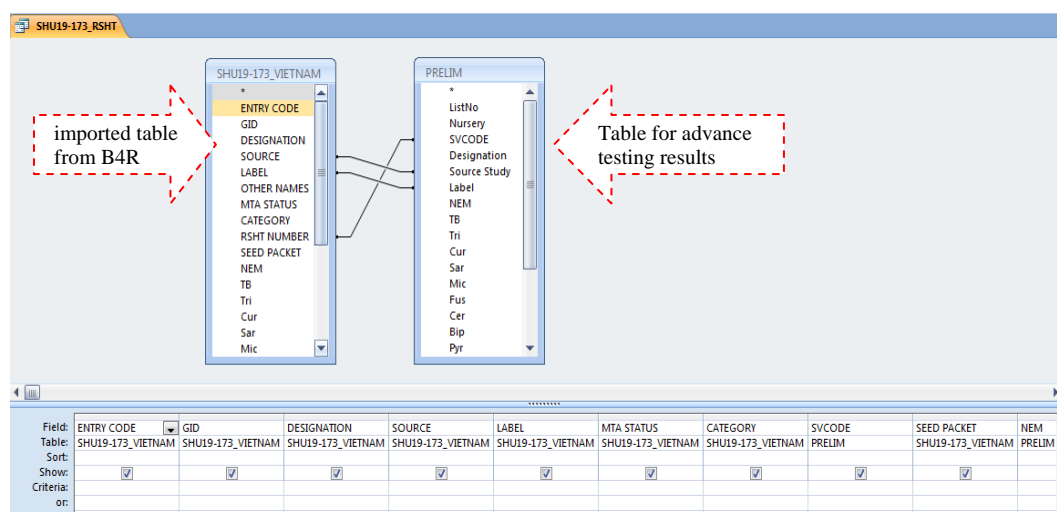 SHU19-173_RSHT
SHU19-173_VIETNAM
*
ENTRY CODE
GID
DESIGNATION
SOURCE
LABEL
OTHER NAMES
MTA STATUS
CATEGORY
RSHT NUMBER
SEED PACKET
NEM
TB
Tri
Cur
Sar
Mic
PRELIM
*
ListNo
Nursery
SVCODE
Designation
Source Study
Label
NEM
TB
Tri
Cur
Sar
Mic
Fus
Cer
Bip
Pyr
imported table
from B4R
Table for advance
testing results
Field: ENTRY CODE GID DESIGNATION SOURCE LABEL MTA STATUS CATEGORY SVCODE SEED PACKET NEM
Table: SHU19-173_VIETNAM SHU19-173_VIETNAM SHU19-173_VIETNAM SHU19-173_VIETNAM SHU19-173_VIETNAM SHU19-173_VIETNAM SHU19-173_VIETNAM PRELIM SHU19-173_VIETNAM PRELIM
Sort:
Show:
Criteria:
or: